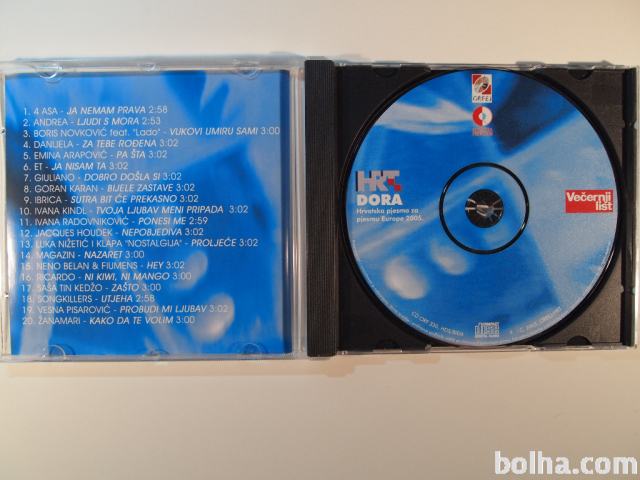 1. 4 ASA - JA NEMAM PRAVA 2:58
2. ANDREA - LJUDI S MORA 2:53
3. BORIS NOVKOVIĆ feat. "Lado" - VUKOVI UMIRU SAMI 3:00
4. DANIJELA - ZA TEBE ROĐENA 3:02
5. EMINA ARAPOVIĆ - PA ŠTA 3:02
6. ET - JA NISAM TA 3:02
7. GIULIANO - DOBRO DOŠLA SI 3:02
8. GORAN KARAN - BIJELE ZASTAVE 3:02
9. IBRICA - SUTRA BIT ĆE PREKASNO 3:02
10. IVANA KINDL - TVOJA LJUBAV MENI PRIPADA 3:02
11. IVANA RADOVNIKOVIĆ - PONESI ME 2:59
12. JACQUES HOUDEK - NEPOBJEDIVA 3:02
13. LUKA NIŽETIĆ I KLAPA "NOSTALGIJA" - PROLJEĆE 3:02
14. MAGAZIN - NAZARET 3:00
15. NENO BELAN & FIUMENS - HEY 3:02
16. RICARDO - NI KIWI, NI MANGO 3:02
17. SAŠA TIN KEDŽO - ZAŠTO 3:00
18. SONGKILLERS - UTJEHA 2:58
19. VESNA PISAROVIĆ - PROBUDI MI LJUBAV 3:02
20. ŽANAMARI - KAKO DA TE VOLIM 3:00
ORFEJ
HRT
DORA
Hrvatska pjesma za
pjesmu Europe 2005.
Večernji
list
bolha.com